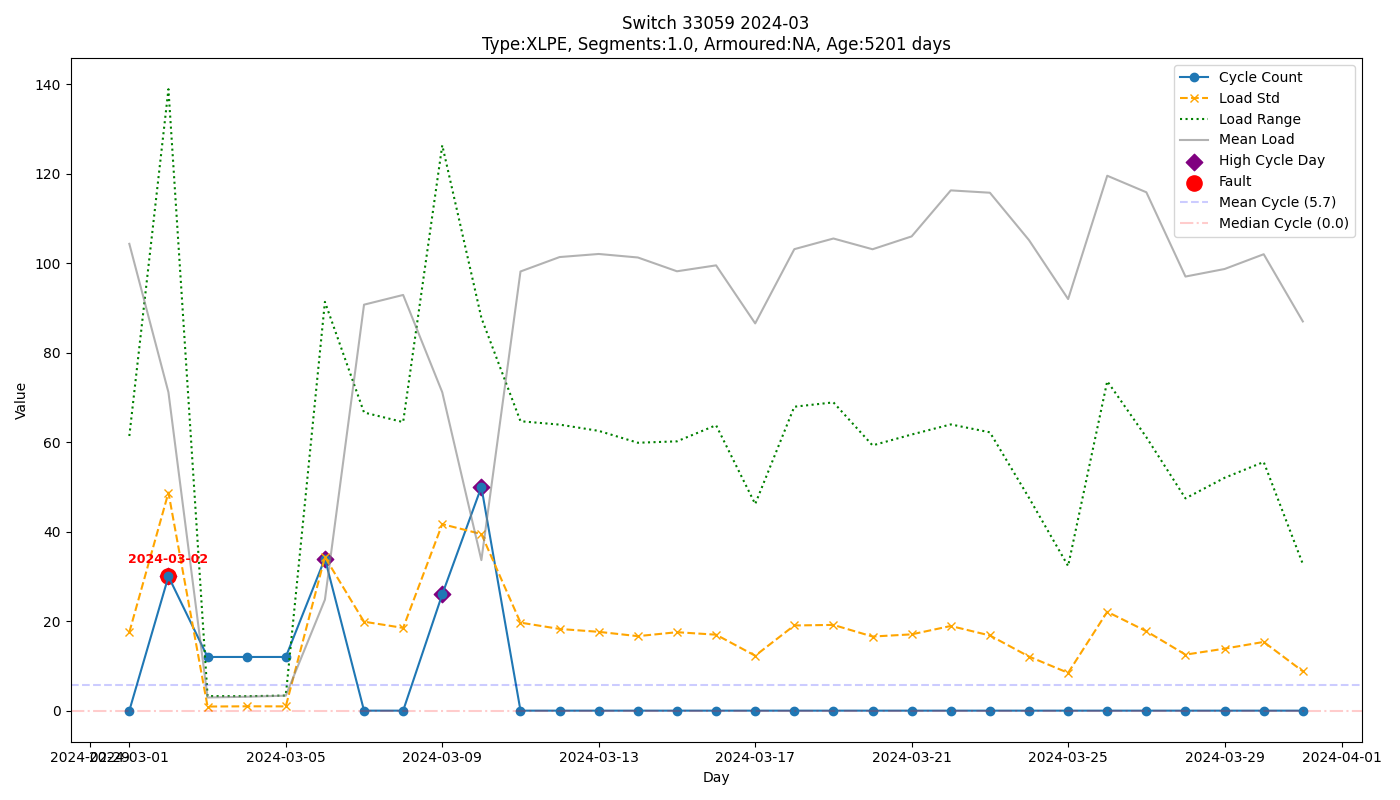 Switch 33059 2024-03
Type:XLPE, Segments:1.0, Armoured:NA, Age:5201 days
Cycle Count
Load Std
Load Range
Mean Load
High Cycle Day
Fault
Mean Cycle (5.7)
Median Cycle (0.0)
140
120
100
80
60
40
20
0
Value
2024-03-02
2024-02-29
2024-03-01
2024-03-05
2024-03-09
2024-03-13
2024-03-17
2024-03-21
2024-03-25
2024-03-29
2024-04-01
Day